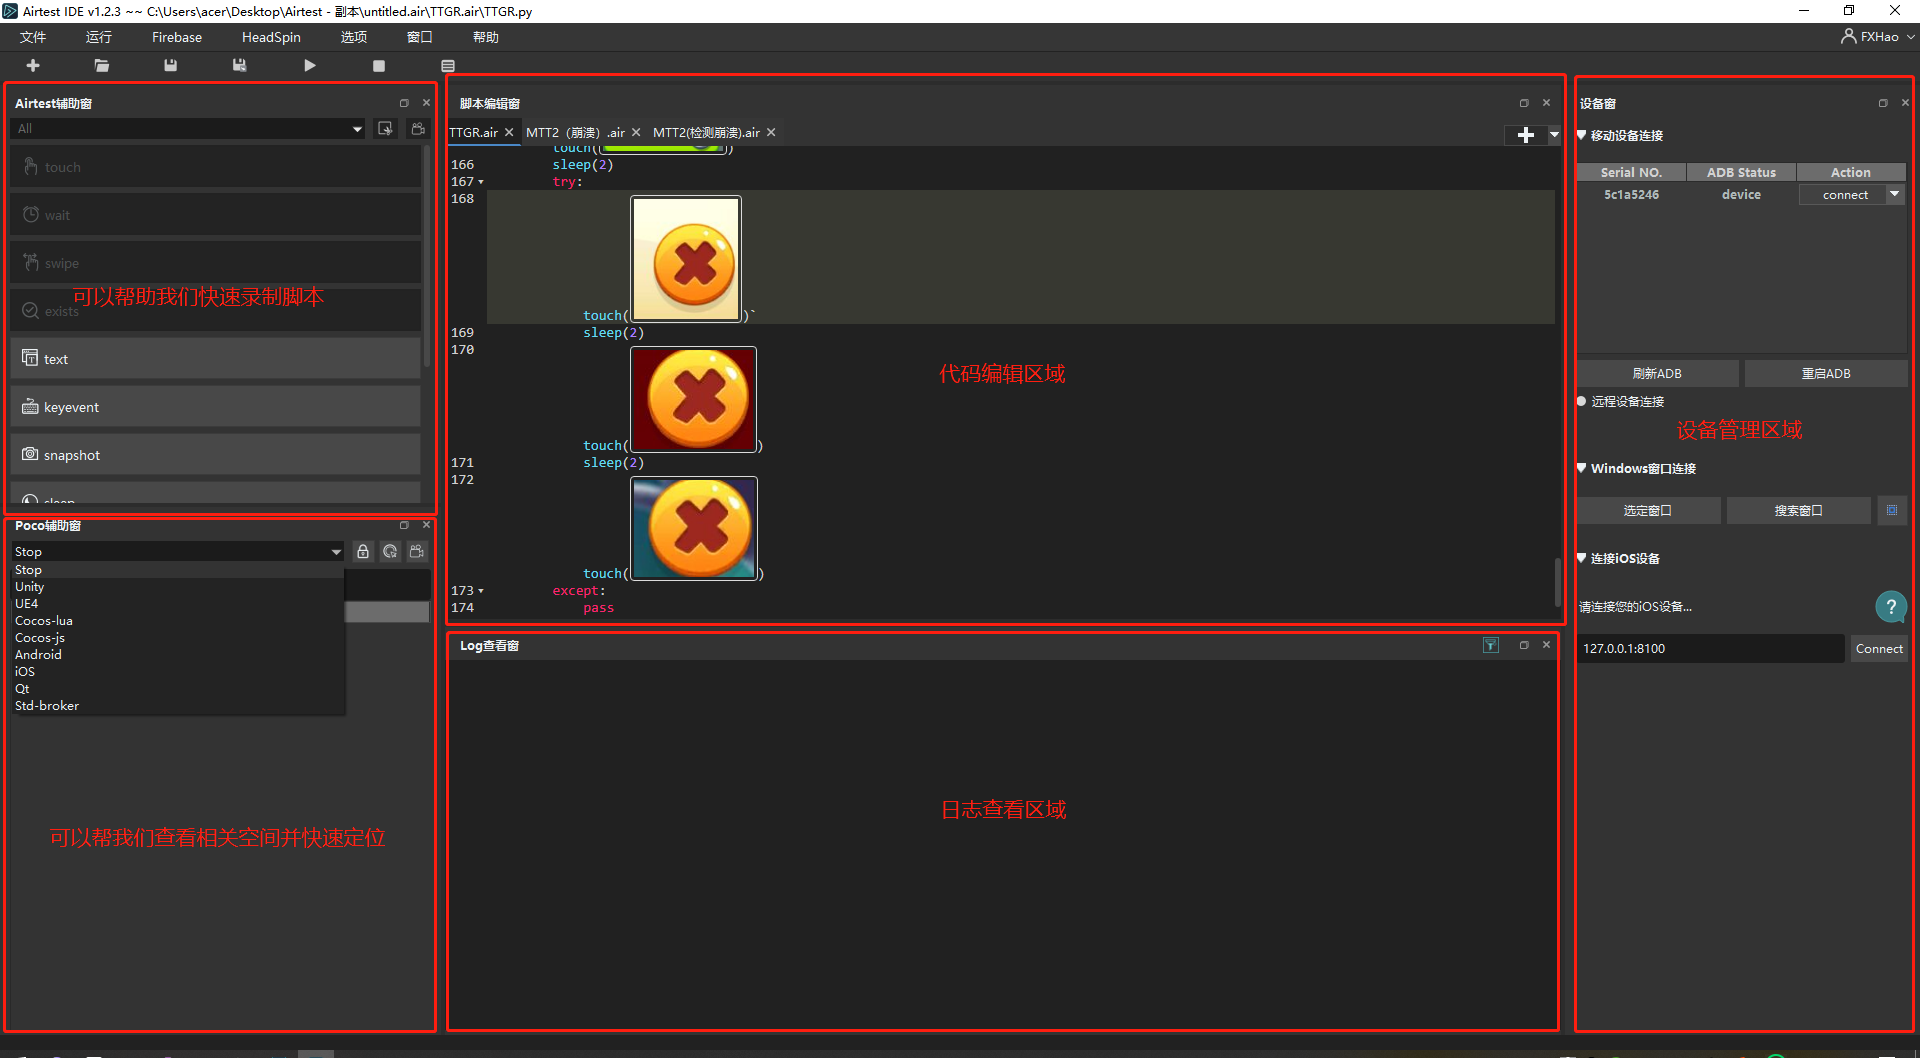 Airtest IDE v1.2.3 ~~ C:\Users\acer\Desktop\Airtest - 副本\untitled.air\TTGR.air\TTGR.py
文件 运行 Firebase HeadSpin 选项 窗口 帮助 FXHao
Airtest辅助窗
All
touch
wait
swipe
可以帮助我们快速录制脚本
exists
text
keyevent
snapshot
sleep
Poco辅助窗
Stop
Stop
Unity
UE4
Cocos-lua
Cocos-js
Android
iOS
Qt
Std-broker
可以帮我们查看相关空间并快速定位
脚本编辑窗
TTGR.air MTT2（崩溃）.air MTT2(检测崩溃).air
touch( )
166 sleep(2)
167 try:
168
touch( )`
169 sleep(2)
170
代码编辑区域
touch( )
171 sleep(2)
172
touch( )
173 except:
174 pass
Log查看窗
日志查看区域
设备窗
移动设备连接
Serial NO. ADB Status Action
5c1a5246 device connect
刷新ADB 重启ADB
远程设备连接
设备管理区域
Windows窗口连接
选定窗口 搜索窗口
连接iOS设备
请连接您的iOS设备... ?
127.0.0.1:8100 Connect